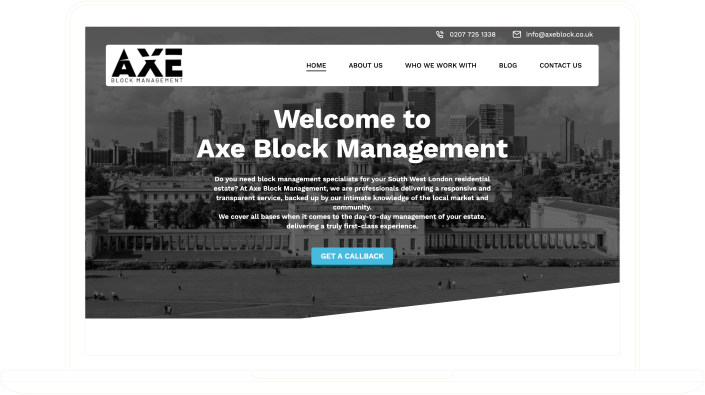 0207 725 1338 info@axeblock.co.uk
AXE
BLOCK MANAGEMENT
HOME ABOUT US WHO WE WORK WITH BLOG CONTACT US
Welcome to
Axe Block Management
Do you need block management specialists for your South West London residential
estate? At Axe Block Management, we are professionals delivering a responsive and
transparent service, backed up by our intimate knowledge of the local market and
community.
We cover all bases when it comes to the day-to-day management of your estate,
delivering a truly first-class experience.
GET A CALLBACK